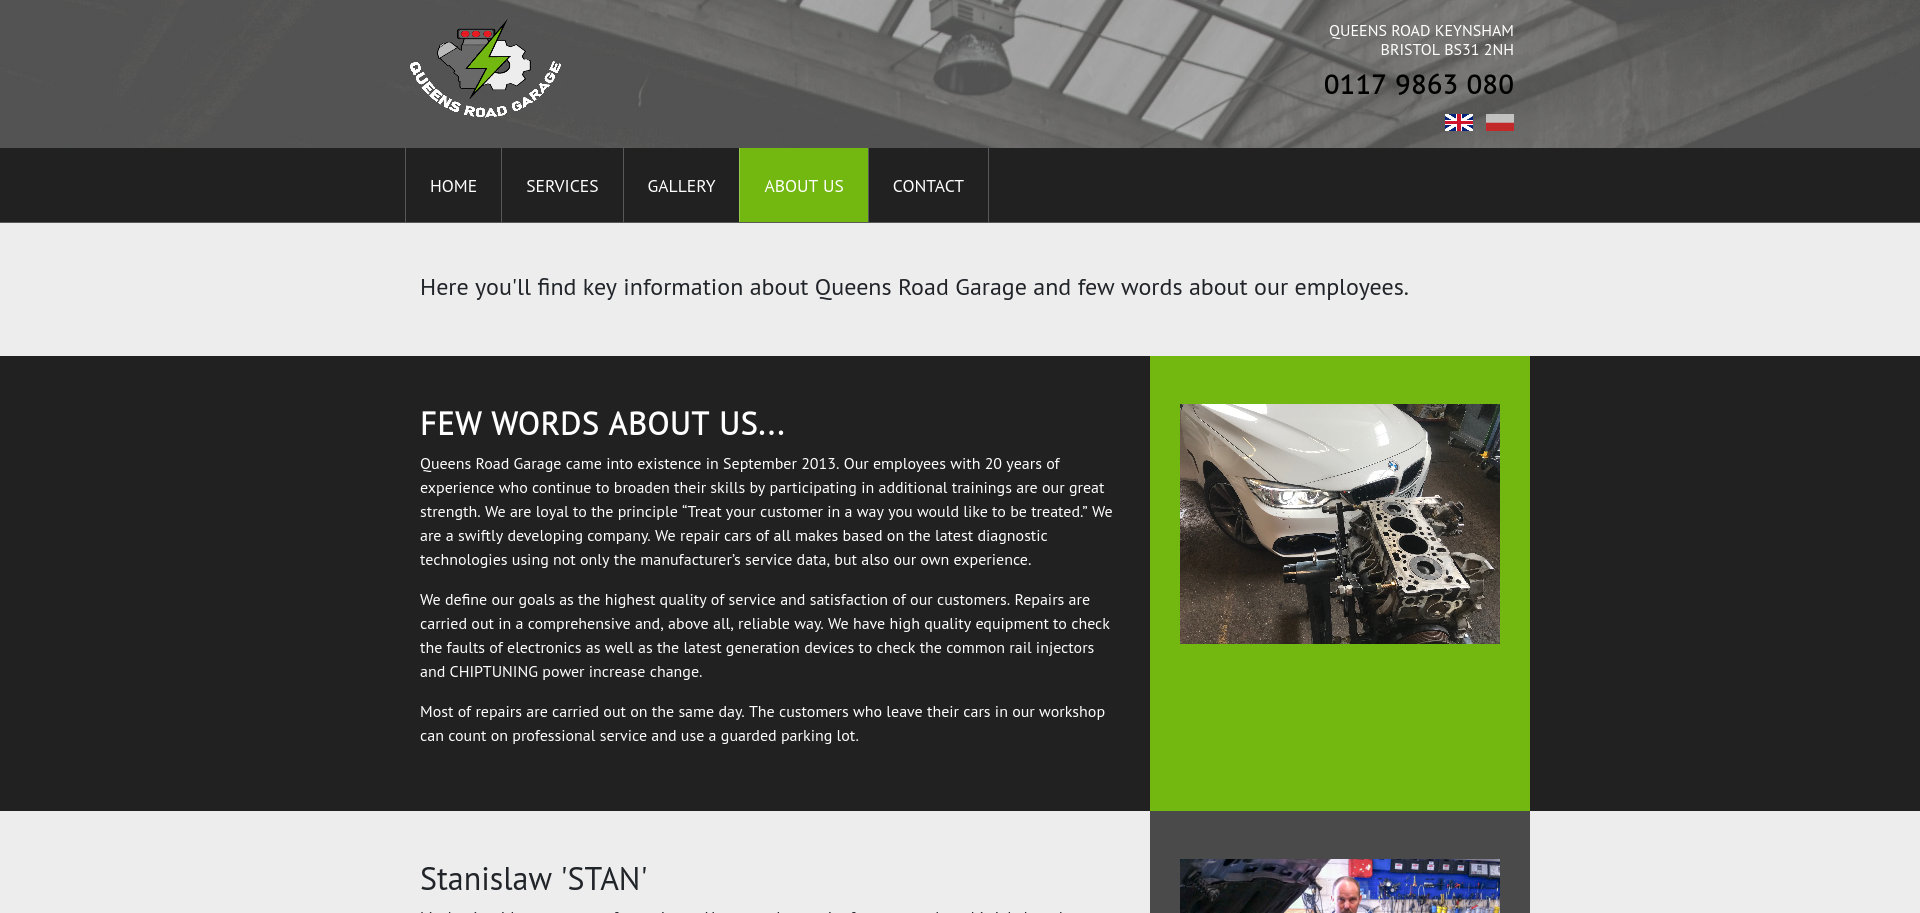 QUEENS ROAD GARAGE
QUEENS ROAD KEYNSHAM
BRISTOL BS31 2NH
0117 9863 080
HOME
SERVICES
GALLERY
ABOUT US
CONTACT
Here you'll find key information about Queens Road Garage and few words about our employees.
FEW WORDS ABOUT US...
Queens Road Garage came into existence in September 2013. Our employees with 20 years of
experience who continue to broaden their skills by participating in additional trainings are our great
strength. We are loyal to the principle “Treat your customer in a way you would like to be treated.” We
are a swiftly developing company. We repair cars of all makes based on the latest diagnostic
technologies using not only the manufacturer’s service data, but also our own experience.
We define our goals as the highest quality of service and satisfaction of our customers. Repairs are
carried out in a comprehensive and, above all, reliable way. We have high quality equipment to check
the faults of electronics as well as the latest generation devices to check the common rail injectors
and CHIPTUNING power increase change.
Most of repairs are carried out on the same day. The customers who leave their cars in our workshop
can count on professional service and use a guarded parking lot.
Stanislaw 'STAN'